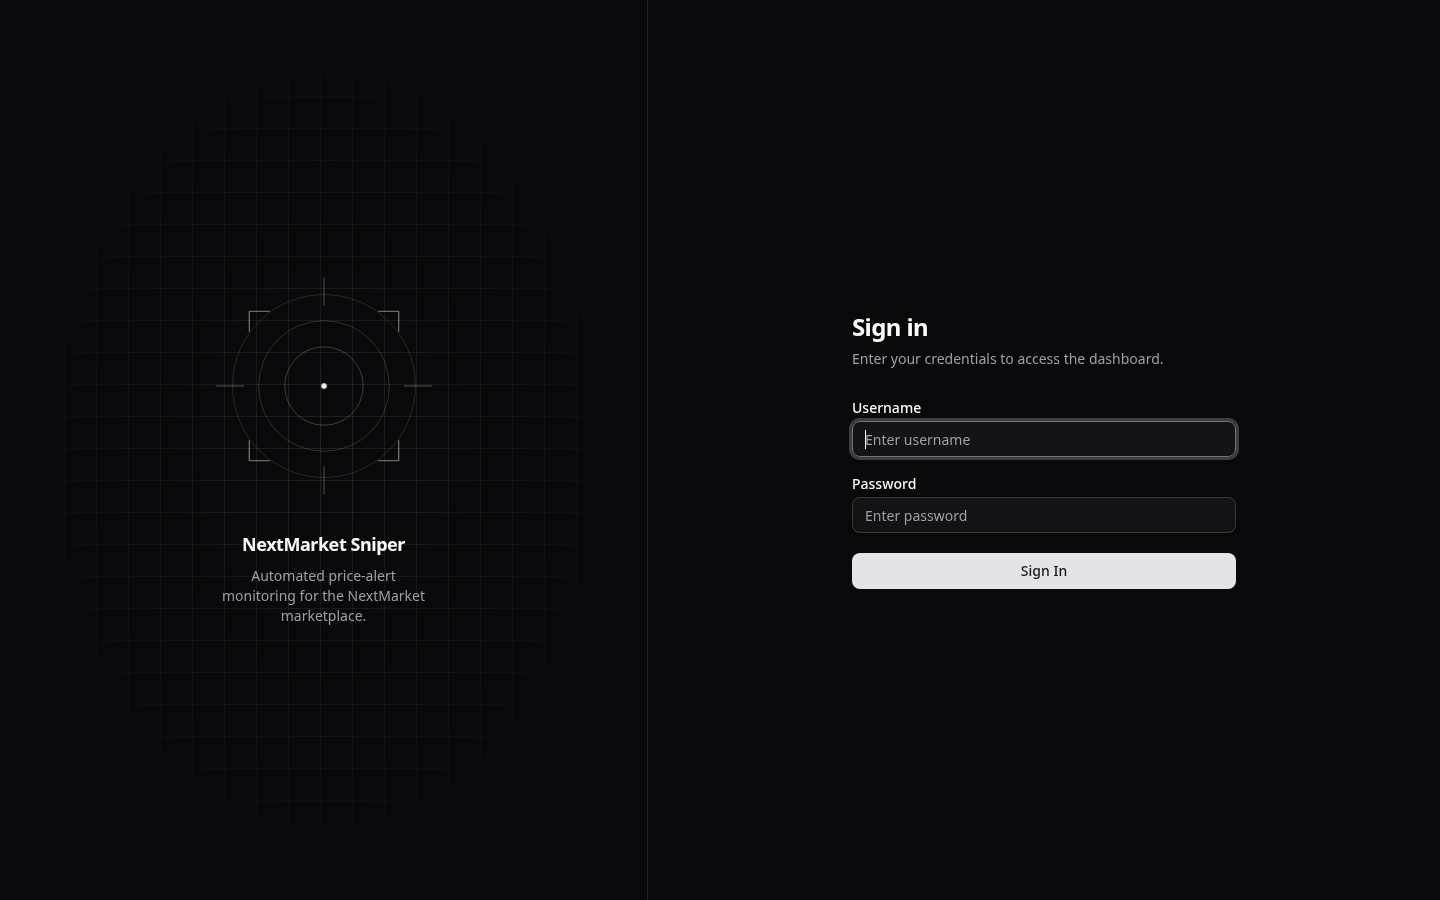 NextMarket Sniper
Automated price-alert
monitoring for the NextMarket
marketplace.
Sign in
Enter your credentials to access the dashboard.
Username
Enter username
Password
Enter password
Sign In